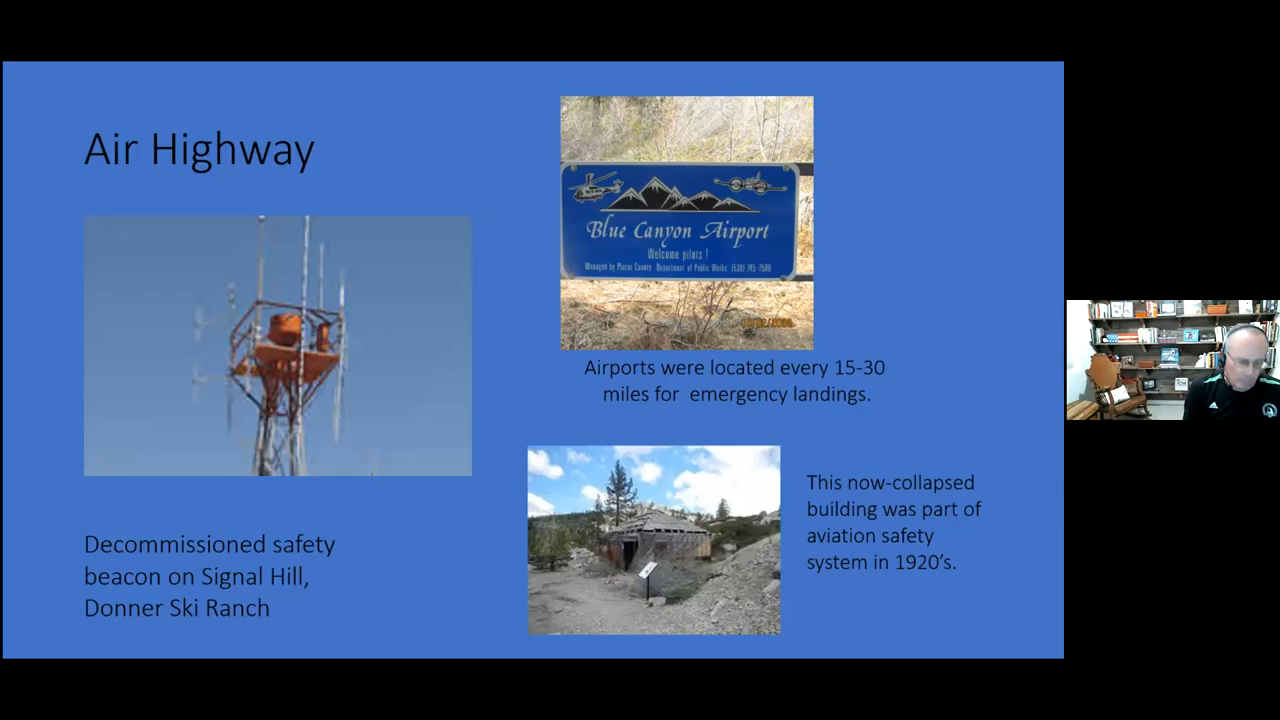 Air Highway
Blue Canyon Airport
Welcome pilots !
Managed by Placer County Department of Public Works (530) 745-7500
Airports were located every 15-30
miles for emergency landings.
This now-collapsed
building was part of
aviation safety
system in 1920’s.
Decommissioned safety
beacon on Signal Hill,
Donner Ski Ranch